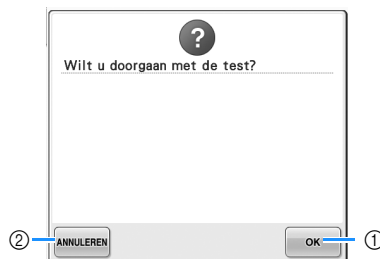 ?
Wilt u doorgaan met de test?
② ANNULEREN OK ①